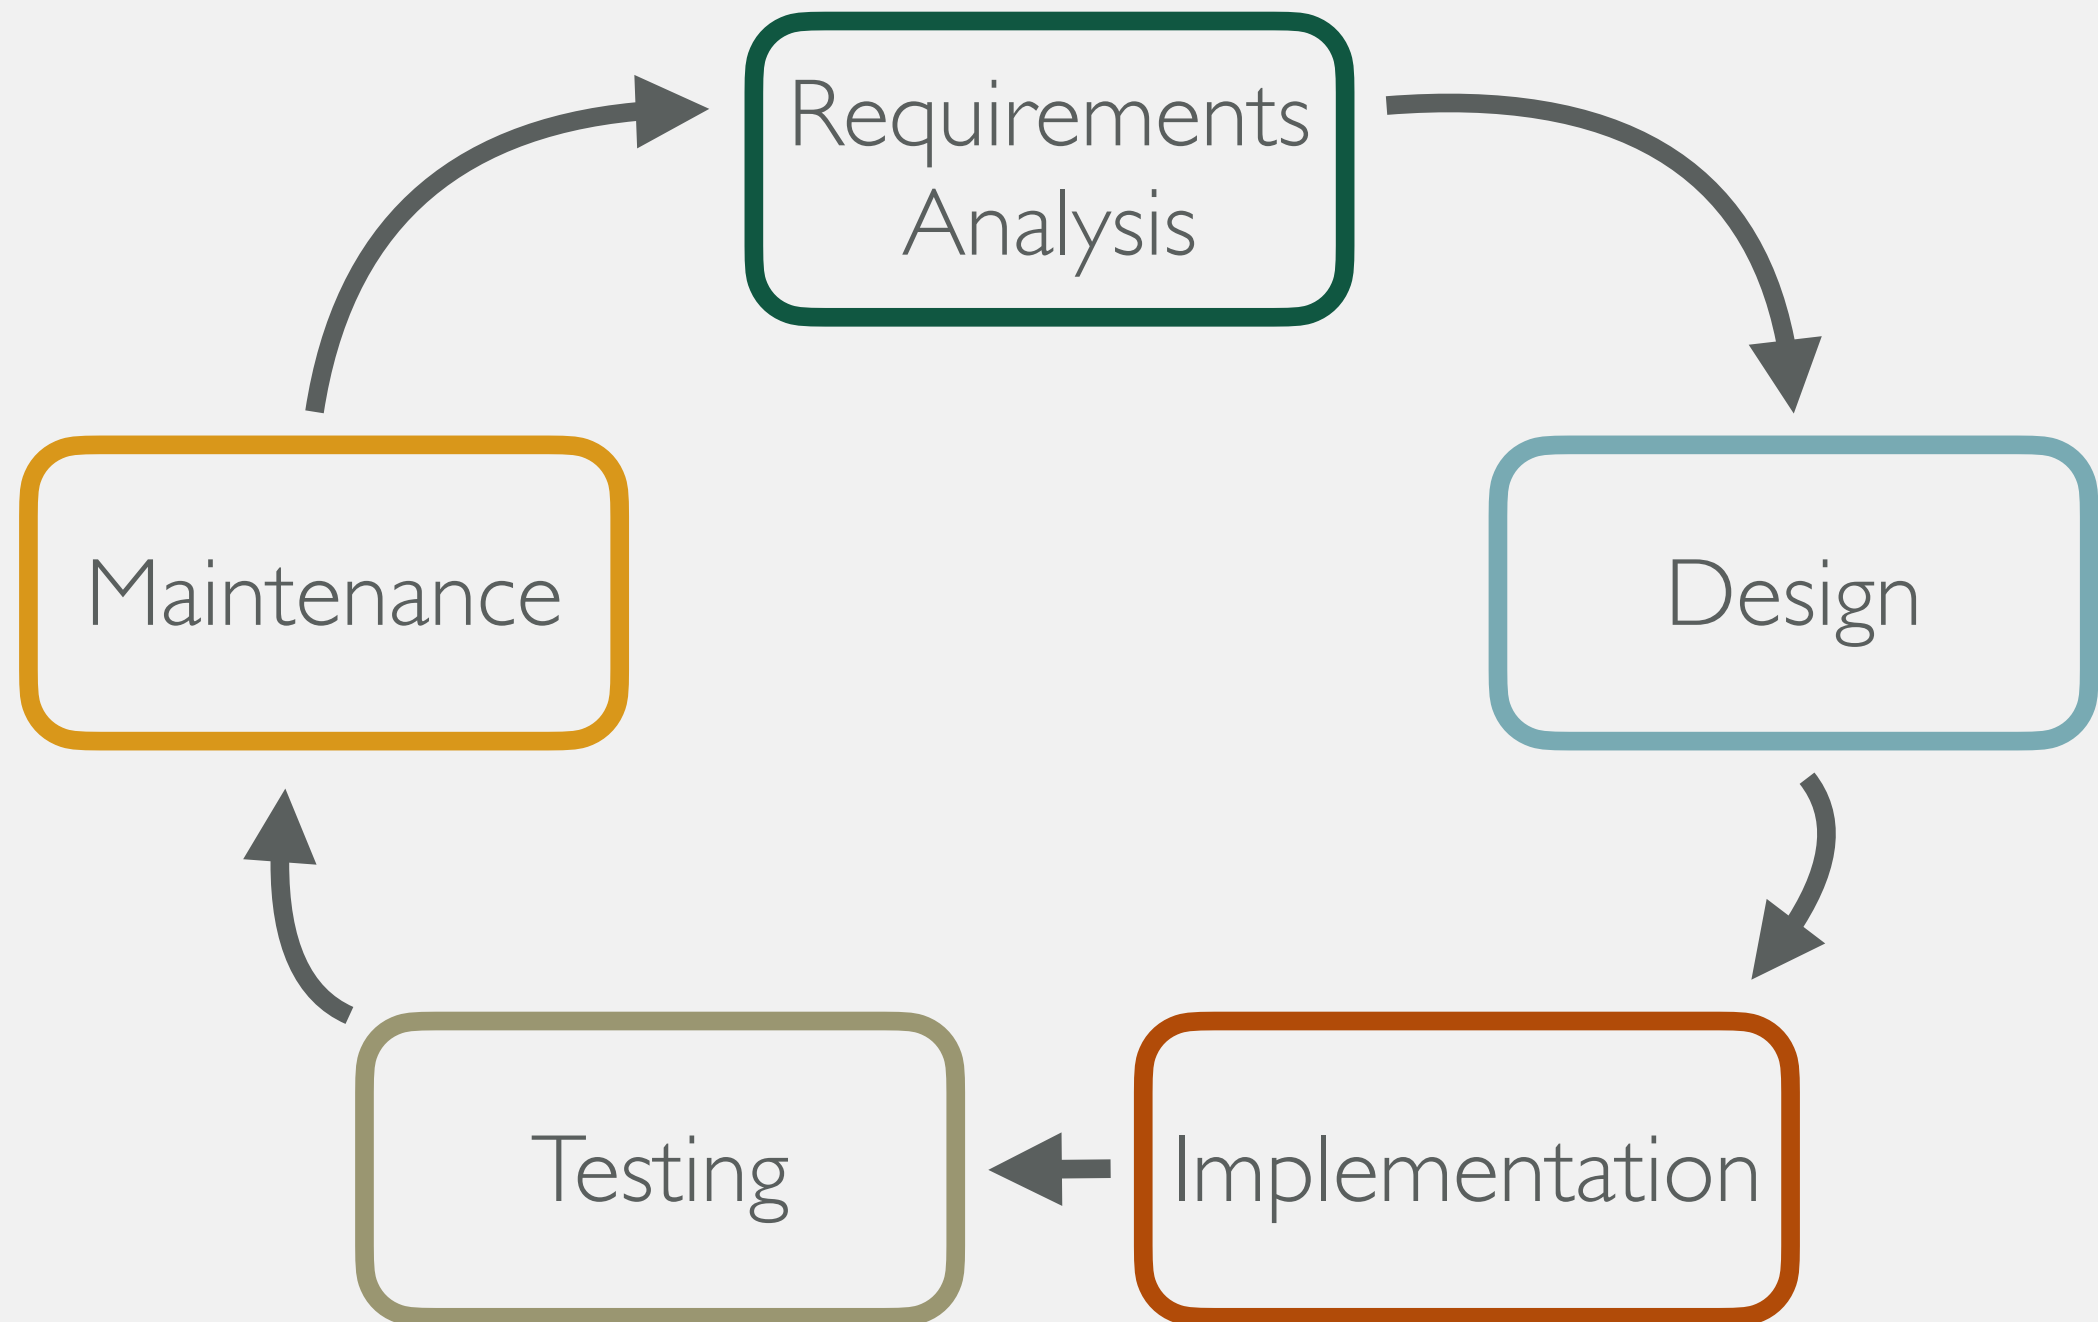 Requirements
Analysis
Maintenance
Design
Testing
Implementation